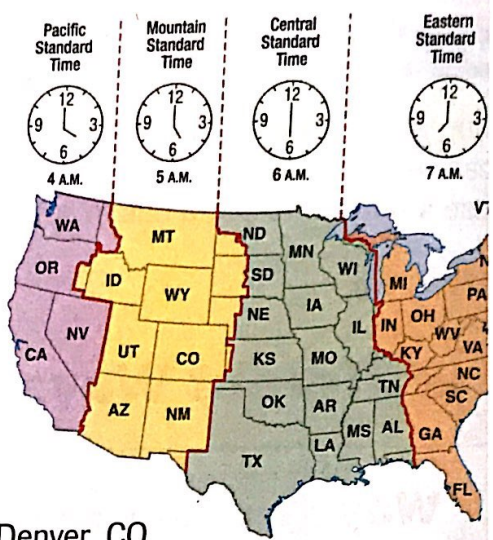 Pacific
Standard
Time
Mountain
Standard
Time
Central
Standard
Time
Eastern
Standard
Time
12
9 3
6
12
9 3
6
12
9 3
6
12
9 3
6
4 A.M.
5 A.M.
6 A.M.
7 A.M.
WA
MT
ND
MN
OR
ID
WY
SD
WI
MI
NE
IA
PA
NV
CA
UT
CO
KS
MO
IL
IN
OH
WV
VA
KY
NC
AZ
NM
OK
AR
TN
SC
MS
AL
GA
TX
LA
FL
Denver, CO